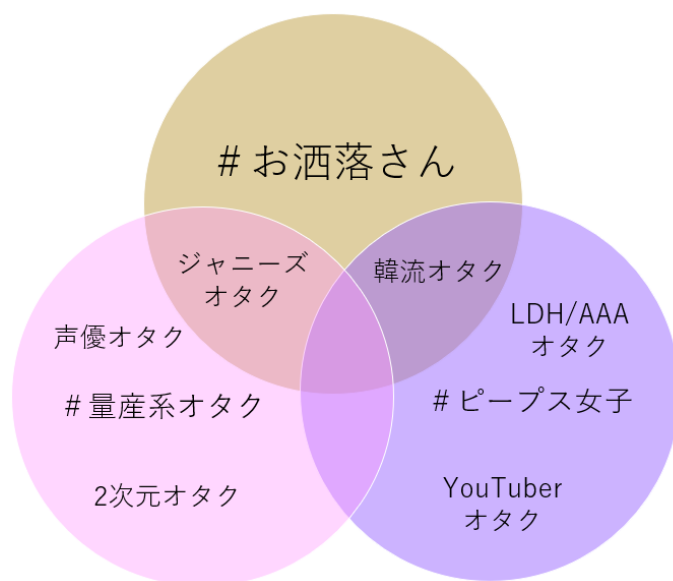 # お洒落さん
ジャニーズ
オタク
韓流オタク
LDH/AAA
オタク
声優オタク
# 量産系オタク
# ピープス女子
2次元オタク
YouTuber
オタク